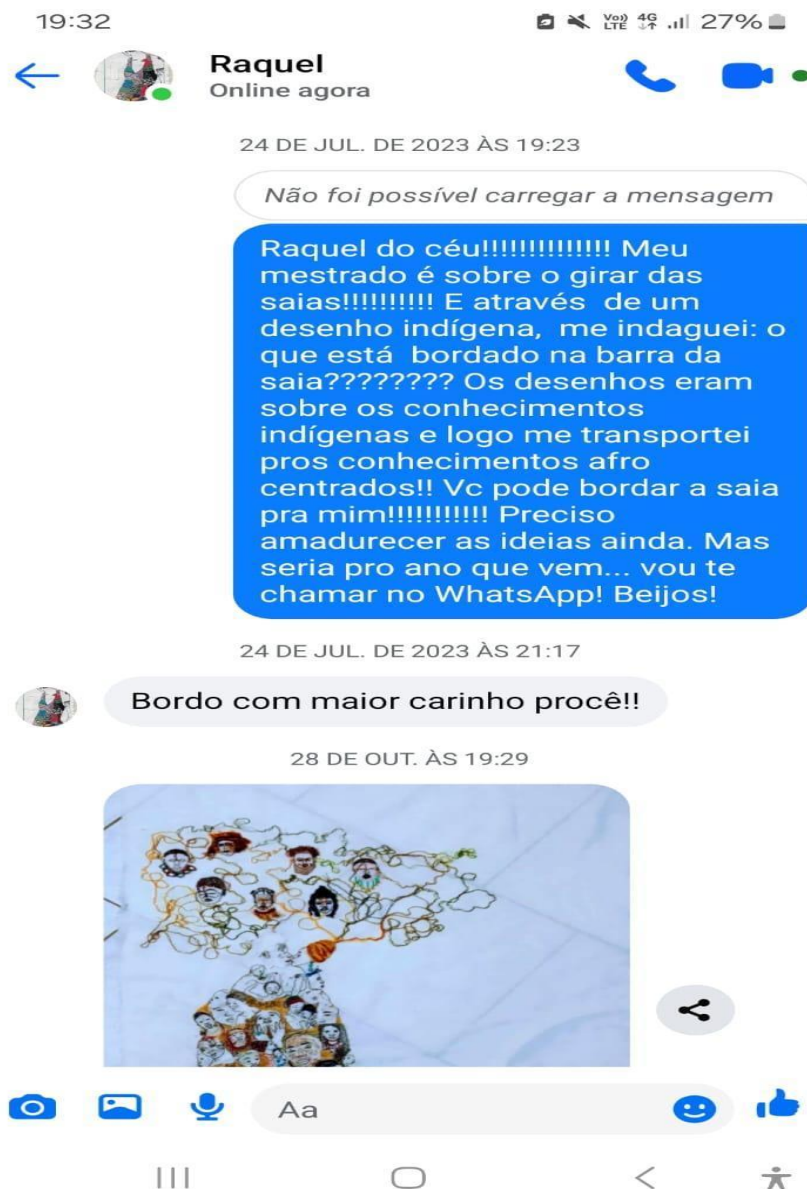 19:32
Vo)) LTE 4G 27%
Raquel
Online agora
24 DE JUL. DE 2023 ÀS 19:23
Não foi possível carregar a mensagem
Raquel do céu!!!!!!!!!!!!!!! Meu
mestrado é sobre o girar das
saias!!!!!!!!!! E através de um
desenho indígena, me indaguei: o
que está bordado na barra da
saia???????? Os desenhos eram
sobre os conhecimentos
indígenas e logo me transportei
pros conhecimentos afro
centrados!! Vc pode bordar a saia
pra mim!!!!!!!!!!! Preciso
amadurecer as ideias ainda. Mas
seria pro ano que vem... vou te
chamar no WhatsApp! Beijos!
24 DE JUL. DE 2023 ÀS 21:17
Bordo com maior carinho procê!!
28 DE OUT. ÀS 19:29
Aa